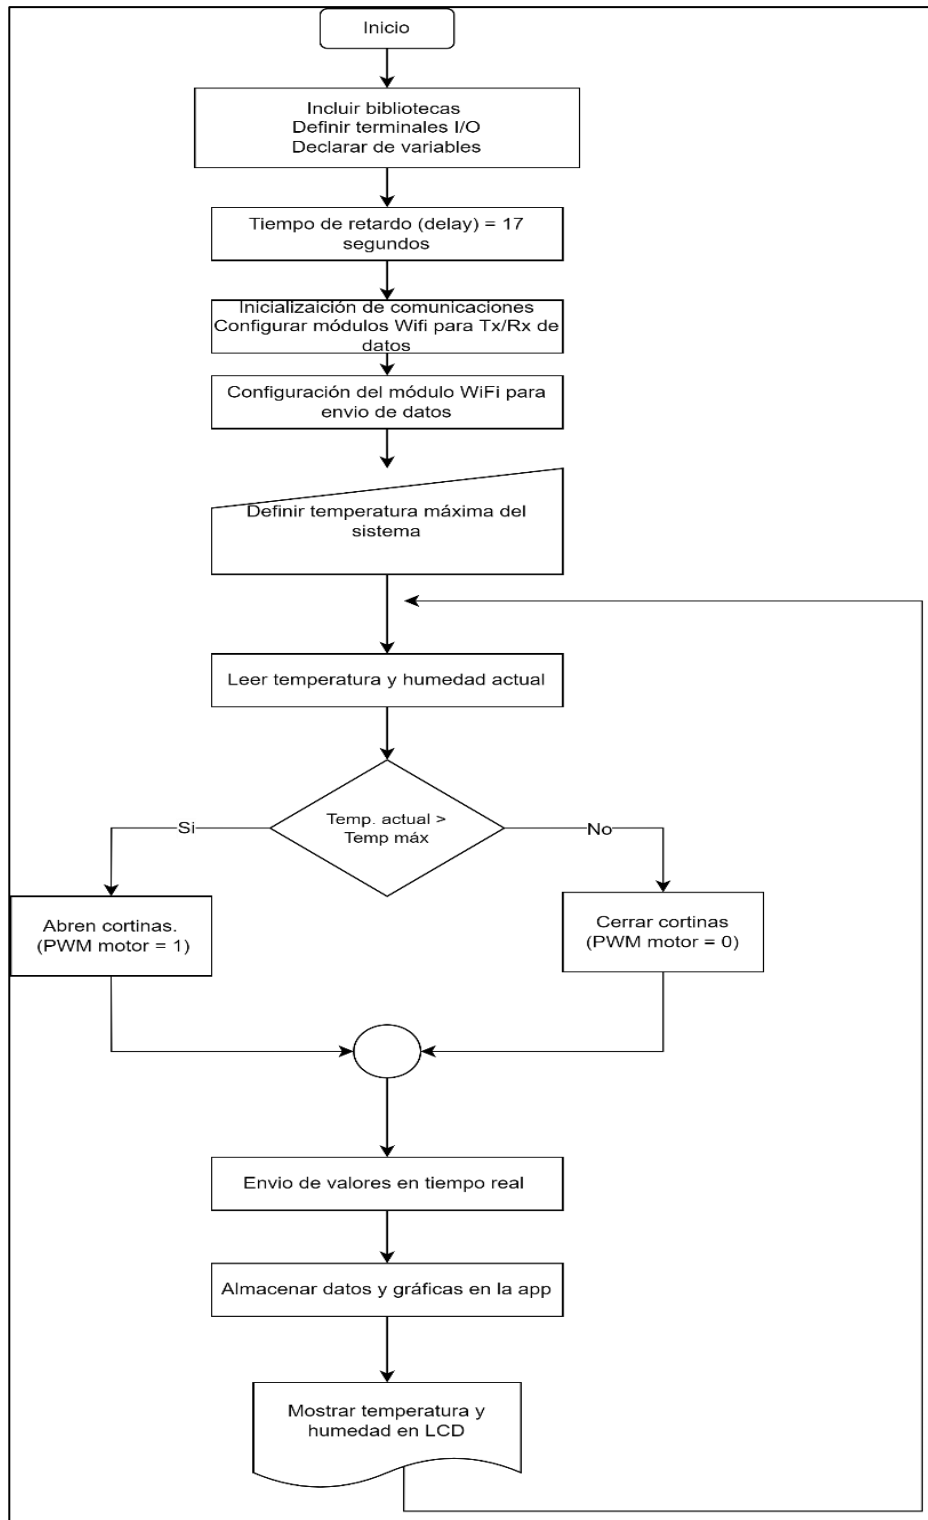 Inicio
Incluir bibliotecas
Definir terminales I/O
Declarar de variables
Tiempo de retardo (delay) = 17
segundos
Inicializaición de comunicaciones
Configurar módulos Wifi para Tx/Rx de
datos
Configuración del módulo WiFi para
envio de datos
Definir temperatura máxima del
sistema
Leer temperatura y humedad actual
Temp. actual >
Temp máx
Si
No
Abren cortinas.
(PWM motor = 1)
Cerrar cortinas
(PWM motor = 0)
Envio de valores en tiempo real
Almacenar datos y gráficas en la app
Mostrar temperatura y
humedad en LCD